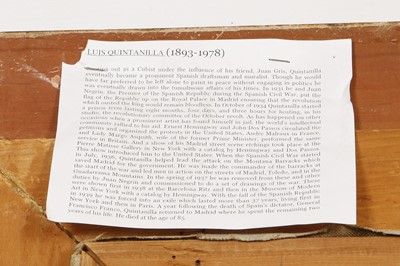 LUIS QUINTANILLA (1893-1978)
out as a Cubist under the influence of his friend, Juan Gris, Quintanilla
eventually became a prominent Spanish draftsman and muralist. Though he would
have far preferred to be left alone to paint in peace without engaging in politics he
was eventually drawn into the tumultuous affairs of his times. In 1931 he and Juan
Negrin, the Premier of the Spanish Republic during the Spanish Civil War, put the
flag of the Republic up on the Royal Palace in Madrid ensuring that the revolution
which ousted the king would remain bloodless. In October of 1934 Quintanilla started
a prison term lasting eight months, four days, and three hours for hosting, in his
studio, the revolutionary committee of the October revolt. As has happened on other
occasions when a prominent artist has found himself in jail, the world's intellectual
community rallied to his aid. Ernest Hemingway and John Dos Passos circulated the
petitions and organized the protests in the United States, Andre Malraux in France,
and Lady Margo Asquith, the wife of the former Prime Minister, performed the same
service in Britain. And a show of his Madrid street scene etchings took place at the
Pierre Matisse Gallery in New York with a catalog by Hemingway and Dos Passos.
This show introduced him to the United States. When the Spanish Civil War started
in July, 1936, Quintanilla helped lead the attack on the Montana Barracks which
saved Madrid for the government. He was made the commander of the barracks at
the start of the war and led men in action on the streets of Madrid, Toledo, and in the
Guadarrama Mountains. In the spring of 1937 he was removed from these and other
duties by Juan Negrin and commissioned to do a set of drawings of the war. These
were shown first in 1938 at the Barcelona Ritz and then in the Museum of Modern
Art in New York with a catalog by Hemingway. With the fall of the Spanish Republic
in 1939 he was forced into an exile which lasted more than 37 years, living first in
New York and then in Paris. A year following the death of Spain's dictator, General
Francisco Franco, Quintanilla returned to Madrid where he spent the remaining two
years of his life. He died at the age of 85.